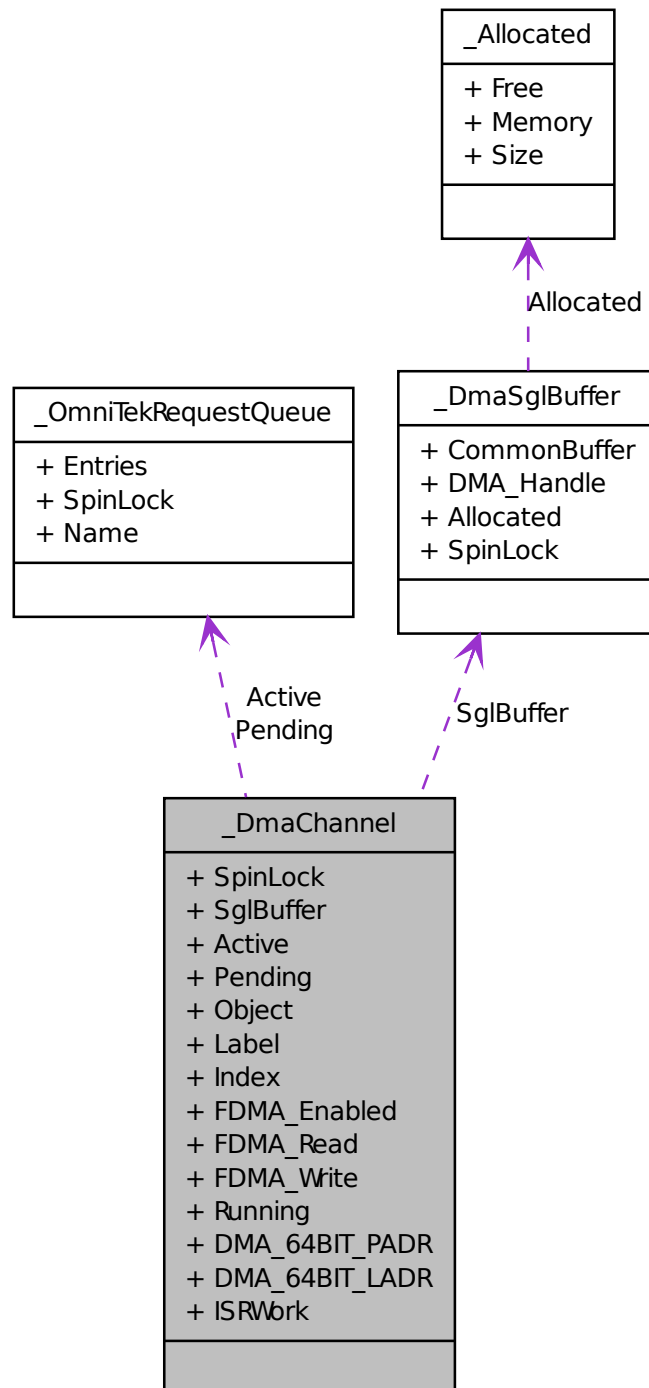 _Allocated
+ Free
+ Memory
+ Size
Allocated
_OmniTekRequestQueue
+ Entries
+ SpinLock
+ Name
_DmaSglBuffer
+ CommonBuffer
+ DMA_Handle
+ Allocated
+ SpinLock
Active
Pending
SglBuffer
_DmaChannel
+ SpinLock
+ SglBuffer
+ Active
+ Pending
+ Object
+ Label
+ Index
+ FDMA_Enabled
+ FDMA_Read
+ FDMA_Write
+ Running
+ DMA_64BIT_PADR
+ DMA_64BIT_LADR
+ ISRWork